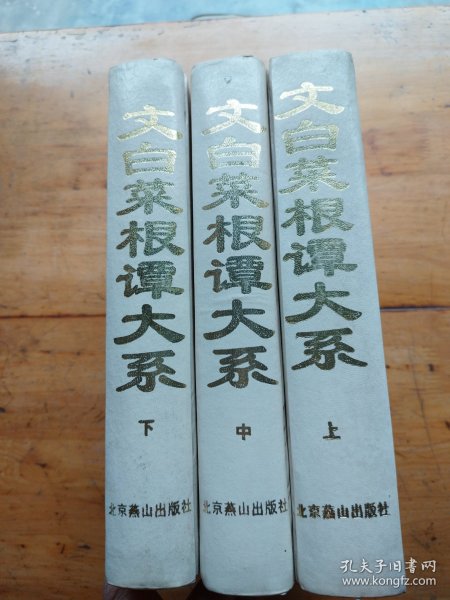 文白菜根谭大系
下
北京燕山出版社
文白菜根谭大系
中
北京燕山出版社
文白菜根谭大系
上
北京燕山出版社
孔夫子旧书网
www.kongfz.com